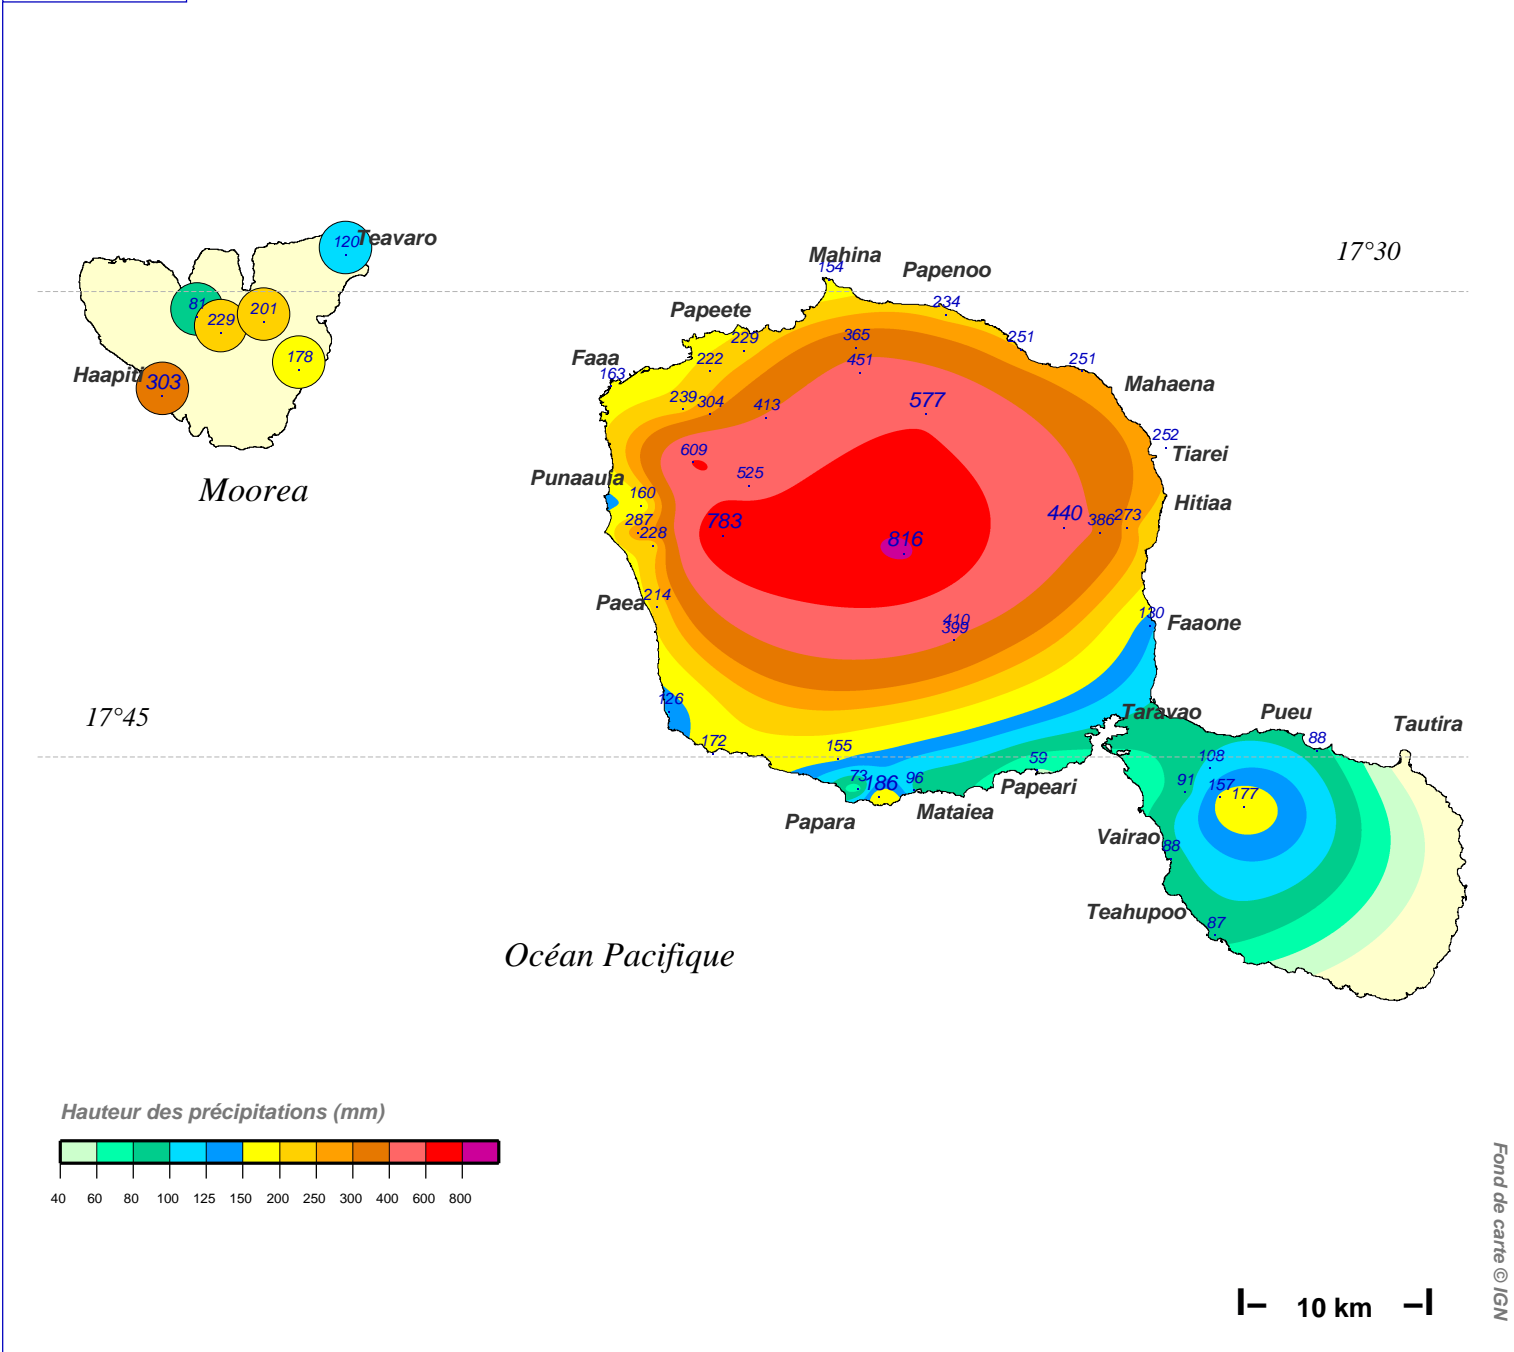 17°30
Teavaro
120
Mahina
154
Papenoo
81
229
201
234
Papeete
229
365
251
178
Faaa
163
222
451
251
Haapiti
303
Mahaena
239
304
413
577
252
Tiarei
609
525
Punaauia
Moorea
160
Hitiaa
287
228
783
440
386
273
816
Paea
214
410
399
130
Faaone
126
17°45
172
155
Taravao
Pueu
Tautira
88
59
108
73
186
96
91
157
177
Papeari
Papara
Mataiea
Vairao
88
Teahupoo
87
Océan Pacifique
Hauteur des précipitations (mm)
40 60 80 100 125 150 200 250 300 400 600 800
Fond de carte © IGN
10 km